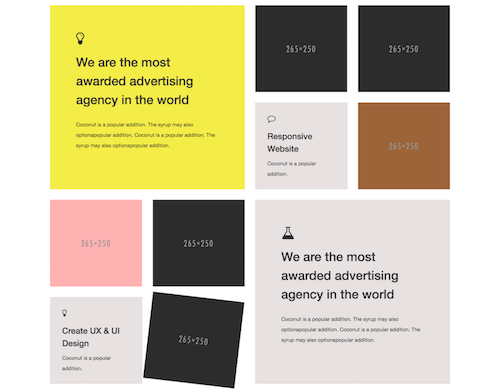 We are the most
awarded advertising
agency in the world
Coconut is a popular addition. The syrup may also
optionspopular addition. Coconut is a popular addition. The
syrup may also optionspopular addition.
265×250
265×250
Responsive
Website
Coconut is a popular
addition.
265×250
265×250
265×250
Create UX & UI
Design
Coconut is a popular
addition.
265×250
We are the most
awarded advertising
agency in the world
Coconut is a popular addition. The syrup may also
optionspopular addition. Coconut is a popular addition. The
syrup may also optionspopular addition.